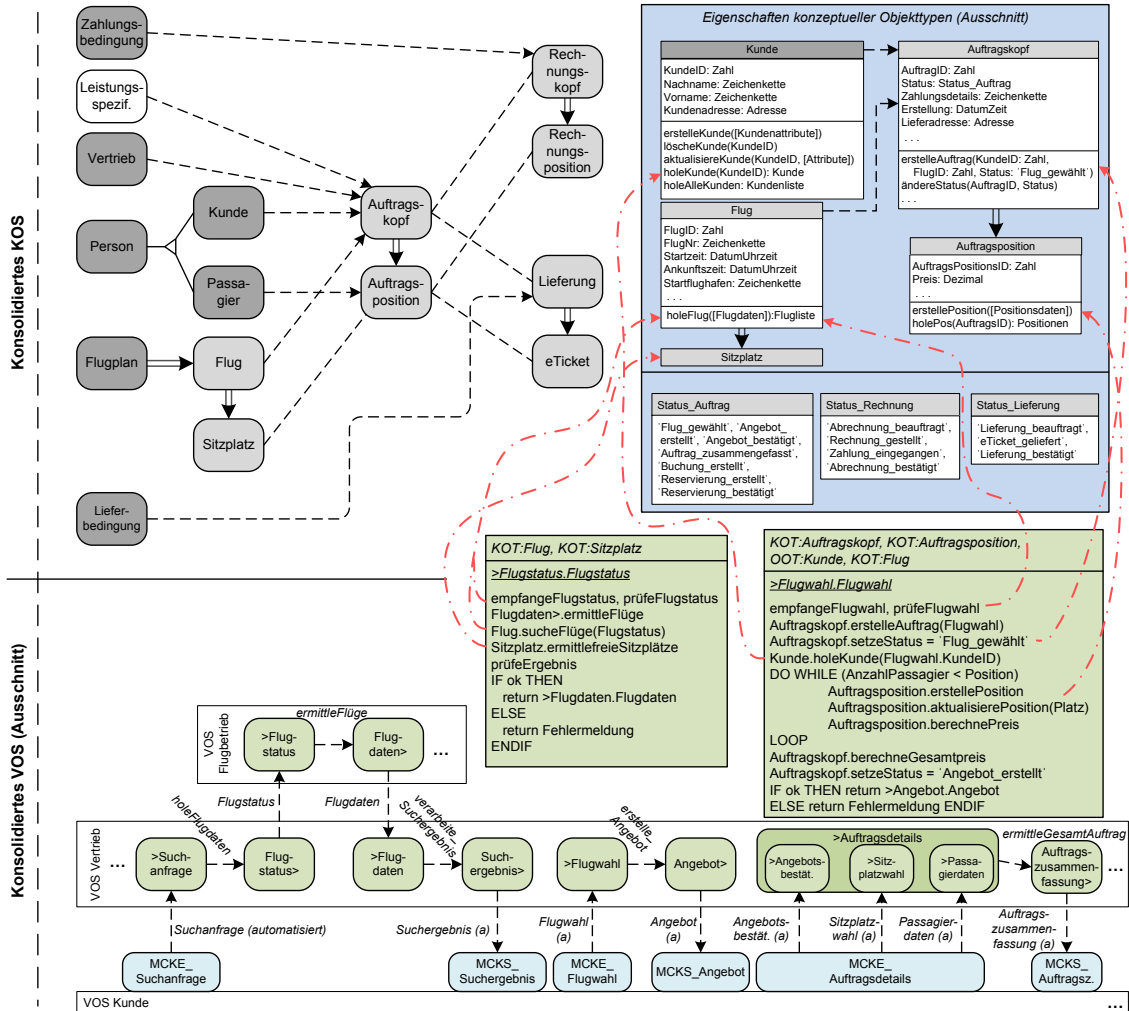 Konsolidiertes KOS
Zahlungs-
bedingung
Leistungs-
spezif.
Vertrieb
Person
Kunde
Passa-
gier
Flugplan
Flug
Sitzplatz
Liefer-
bedingung
Auftrags-
kopf
Auftrags-
position
Rech-
nungs-
kopf
Rech-
nungs-
position
Lieferung
eTicket
Eigenschaften konzeptueller Objekttypen (Ausschnitt)
Kunde
KundeID: Zahl
Nachname: Zeichenkette
Vorname: Zeichenkette
Kundenadresse: Adresse
erstelleKunde([Kundenattribute])
löscheKunde(KundeID)
aktualisiereKunde(KundeID, [Attribute])
holeKunde(KundeID): Kunde
holeAlleKunden: Kundenliste
Flug
FlugID: Zahl
FlugNr: Zeichenkette
Startzeit: DatumUhrzeit
Ankunftszeit: DatumUhrzeit
Startflughafen: Zeichenkette
. . .
holeFlug([Flugdaten]):Flugliste
Sitzplatz
Auftragskopf
AuftragID: Zahl
Status: Status_Auftrag
Zahlungsdetails: Zeichenkette
Erstellung: DatumZeit
Lieferadresse: Adresse
. . .
erstelleAuftrag(KundeID: Zahl,
FlugID: Zahl, Status: ´Flug_gewählt´)
ändereStatus(AuftragID, Status)
. . .
Auftragsposition
AuftragsPositionsID: Zahl
Preis: Dezimal
. . .
erstellePosition([Positionsdaten])
holePos(AuftragsID): Positionen
Status_Auftrag
´Flug_gewählt´, ´Angebot_
erstellt´, ´Angebot_bestätigt´,
´Auftrag_zusammengefasst´,
´Buchung_erstellt´,
´Reservierung_erstellt´,
´Reservierung_bestätigt´
Status_Rechnung
´Abrechnung_beauftragt´,
´Rechnung_gestellt´,
´Zahlung_eingegangen´,
´Abrechnung_bestätigt´
Status_Lieferung
´Lieferung_beauftragt´,
´eTicket_geliefert´,
´Lieferung_bestätigt´
Konsolidiertes VOS (Ausschnitt)
KOT:Flug, KOT:Sitzplatz
>Flugstatus.Flugstatus
empfangeFlugstatus, prüfeFlugstatus
Flugdaten>.ermittleFlüge
Flug.sucheFlüge(Flugstatus)
Sitzplatz.ermittlefreieSitzplätze
prüfeErgebnis
IF ok THEN
return >Flugdaten.Flugdaten
ELSE
return Fehlermeldung
ENDIF
KOT:Auftragskopf, KOT:Auftragsposition,
OOT:Kunde, KOT:Flug
>Flugwahl.Flugwahl
empfangeFlugwahl, prüfeFlugwahl
Auftragskopf.erstelleAuftrag(Flugwahl)
Auftragskopf.setzeStatus = ´Flug_gewählt´
Kunde.holeKunde(Flugwahl.KundeID)
DO WHILE (AnzahlPassagier < Position)
Auftragsposition.erstellePosition
Auftragsposition.aktualisierePosition(Platz)
Auftragsposition.berechnePreis
LOOP
Auftragskopf.berechneGesamtpreis
Auftragskopf.setzeStatus = ´Angebot_erstellt´
IF ok THEN return >Angebot.Angebot
ELSE return Fehlermeldung ENDIF
VOS
Flugbetrieb
>Flug-
status
ermittleFlüge
Flug-
daten>
...
holeFlugdaten
Flugstatus
Flugdaten
verarbeite_
Suchergebnis
erstelle_
Angebot
VOS Vertrieb
...
>Such-
anfrage
Flug-
status>
>Flug-
daten
Such-
ergebnis>
>Flugwahl
Angebot>
>Auftragsdetails
>Angebots-
bestät.
>Sitz-
platzwahl
>Passa-
gierdaten
ermittleGesamtAuftrag
Auftrags-
zusammen-
fassung>
...
Suchanfrage (automatisiert)
Suchergebnis (a)
Flugwahl
(a)
Angebot
(a)
Angebots-
bestät. (a)
Sitzplatz-
wahl (a)
Passagier-
daten (a)
Auftrags-
zusammen-
fassung (a)
MCKE_
Suchanfrage
MCKS_
Suchergebnis
MCKE_
Flugwahl
MCKS_Angebot
MCKE_
Auftragsdetails
MCKS_
Auftragsz.
VOS Kunde
...